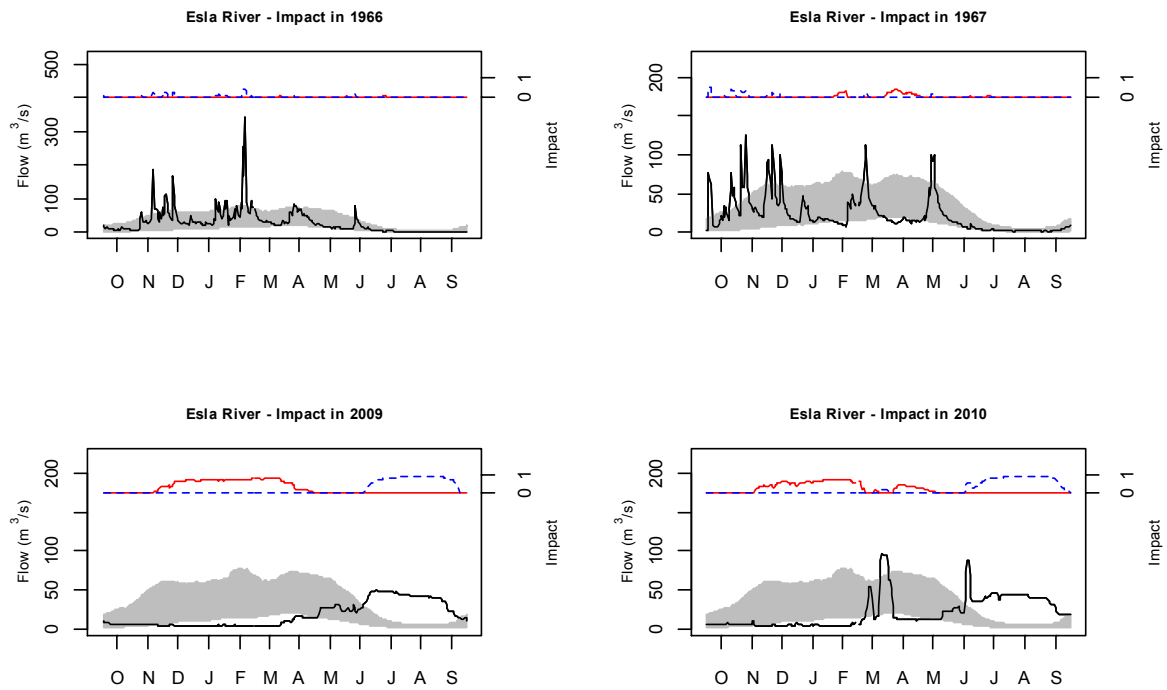 Esla River - Impact in 1966
Flow (m3/s)
0 100 300 500
O N D J F M A M J J A S
0 1
Impact
Esla River - Impact in 1967
Flow (m3/s)
0 50 100 200
O N D J F M A M J J A S
0 1
Impact
Esla River - Impact in 2009
Flow (m3/s)
0 50 100 200
O N D J F M A M J J A S
0 1
Impact
Esla River - Impact in 2010
Flow (m3/s)
0 50 100 200
O N D J F M A M J J A S
0 1
Impact